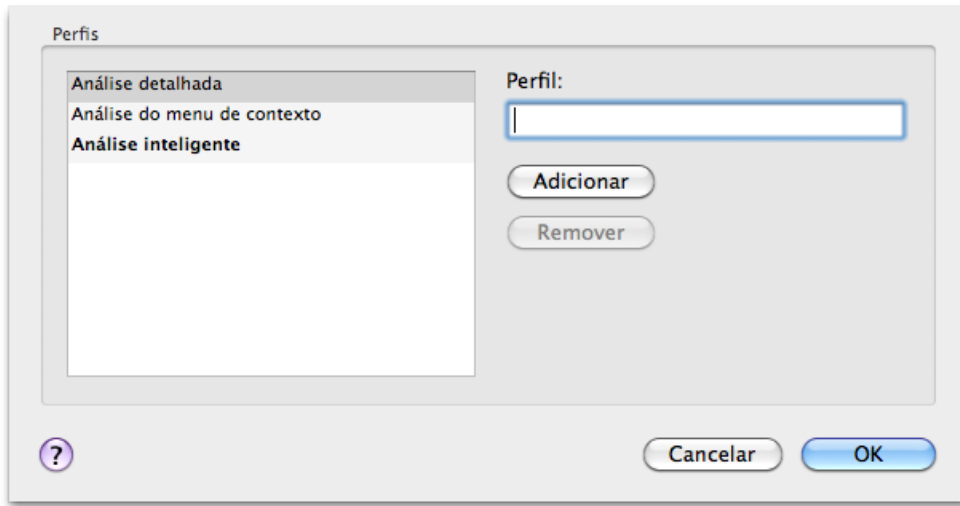 Perfis
Análise detalhada
Análise do menu de contexto
Análise inteligente
Perfil:
Adicionar
Remover
?
Cancelar
OK